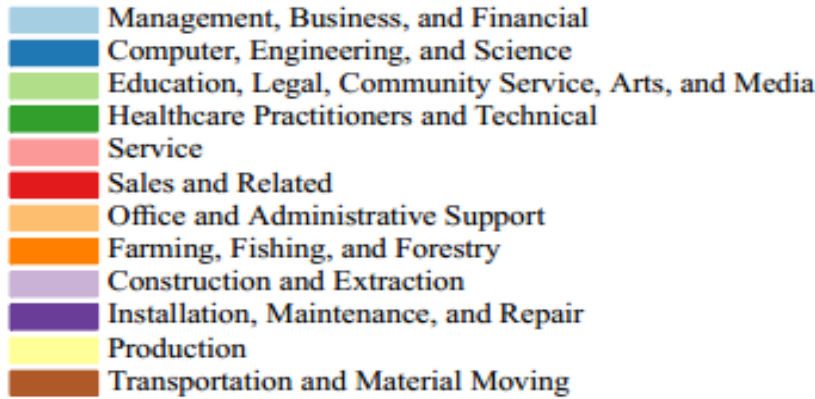 Management, Business, and Financial
Computer, Engineering, and Science
Education, Legal, Community Service, Arts, and Media
Healthcare Practitioners and Technical
Service
Sales and Related
Office and Administrative Support
Farming, Fishing, and Forestry
Construction and Extraction
Installation, Maintenance, and Repair
Production
Transportation and Material Moving